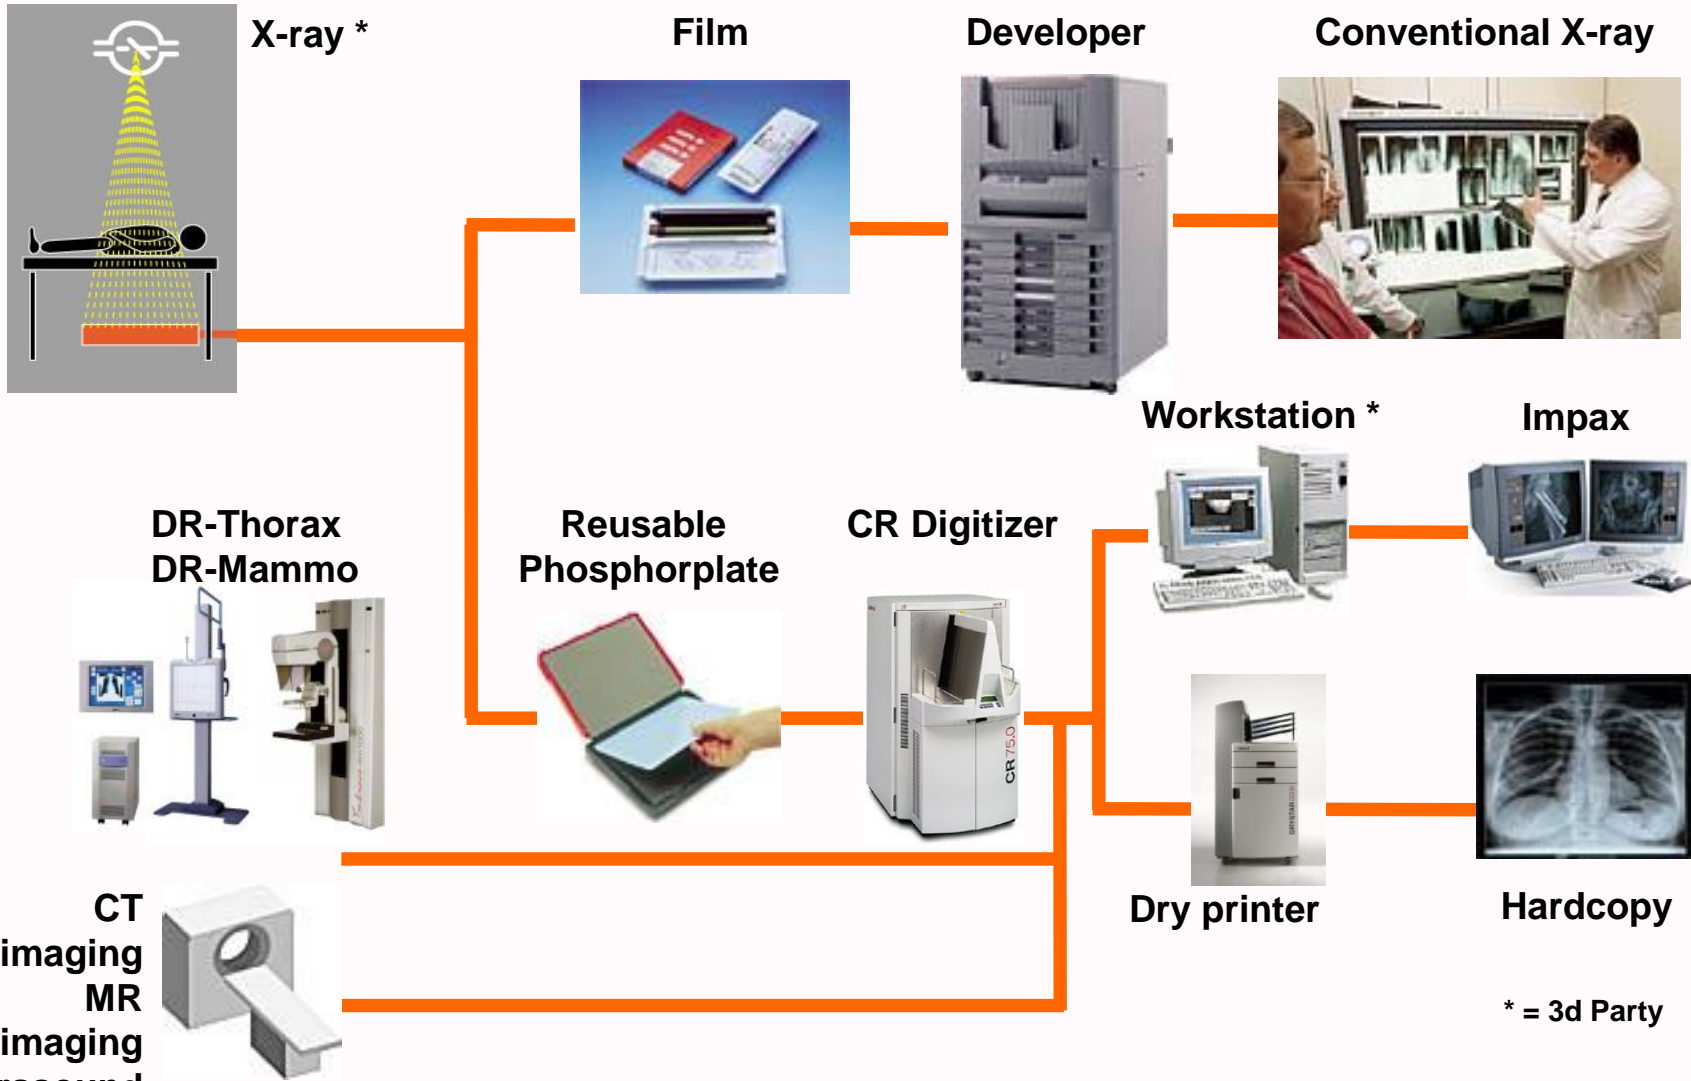 X-ray *
Film
Developer
Conventional X-ray
Workstation *
Impax
DR-Thorax
DR-Mammo
Reusable
Phosphorplate
CR Digitizer
CR 75.0
DRYSTAR
Dry printer
Hardcopy
CT
imaging
MR
imaging
* = 3d Party